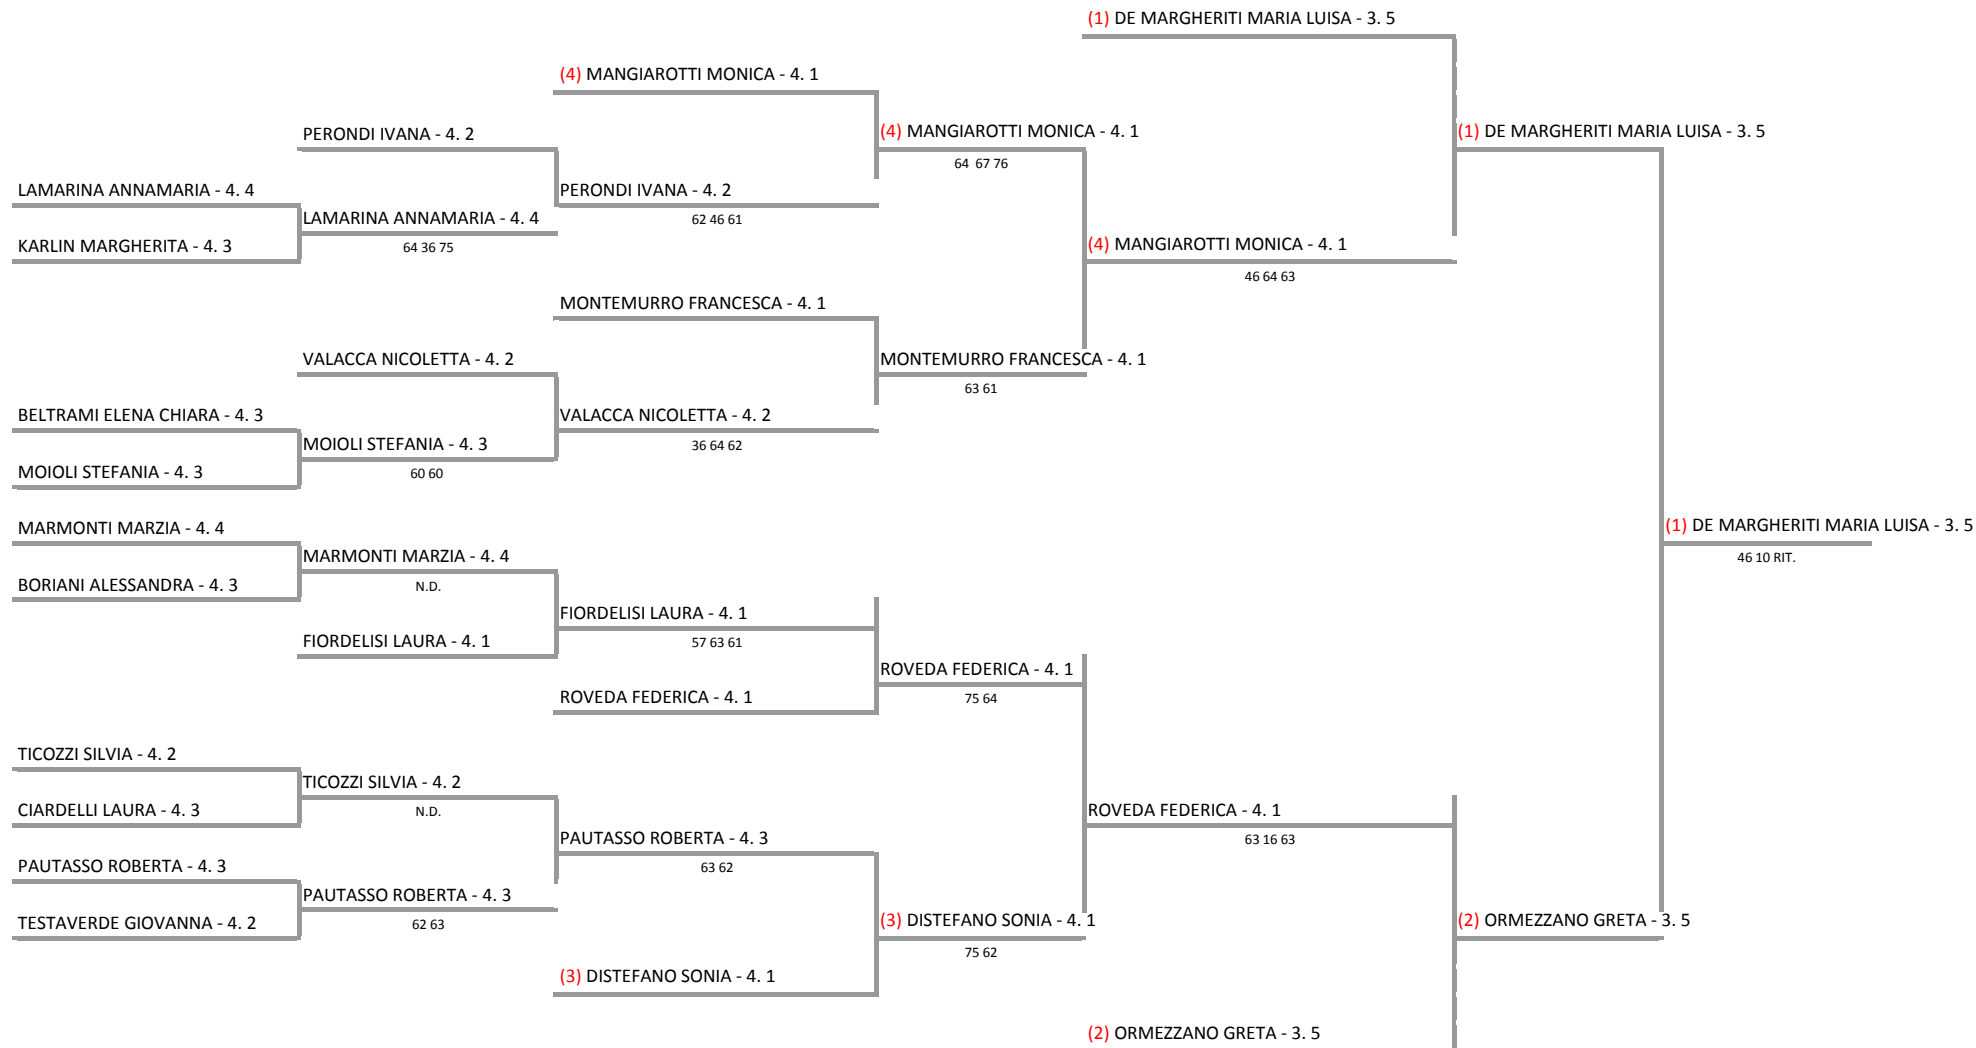 (1) DE MARGHERITI MARIA LUISA - 3. 5
(4) MANGIAROTTI MONICA - 4. 1
PERONDI IVANA - 4. 2
(4) MANGIAROTTI MONICA - 4. 1
(1) DE MARGHERITI MARIA LUISA - 3. 5
64 67 76
LAMARINA ANNAMARIA - 4. 4
PERONDI IVANA - 4. 2
LAMARINA ANNAMARIA - 4. 4
62 46 61
KARLIN MARGHERITA - 4. 3
64 36 75
(4) MANGIAROTTI MONICA - 4. 1
46 64 63
MONTEMURRO FRANCESCA - 4. 1
VALACCA NICOLETTA - 4. 2
MONTEMURRO FRANCESCA - 4. 1
63 61
BELTRAMI ELENA CHIARA - 4. 3
VALACCA NICOLETTA - 4. 2
MOIOLI STEFANIA - 4. 3
36 64 62
MOIOLI STEFANIA - 4. 3
60 60
MARMONTI MARZIA - 4. 4
(1) DE MARGHERITI MARIA LUISA - 3. 5
MARMONTI MARZIA - 4. 4
46 10 RIT.
BORIANI ALESSANDRA - 4. 3
N.D.
FIORDELISI LAURA - 4. 1
FIORDELISI LAURA - 4. 1
57 63 61
ROVEDA FEDERICA - 4. 1
ROVEDA FEDERICA - 4. 1
75 64
TICOZZI SILVIA - 4. 2
TICOZZI SILVIA - 4. 2
CIARDELLI LAURA - 4. 3
N.D.
ROVEDA FEDERICA - 4. 1
PAUTASSO ROBERTA - 4. 3
63 16 63
PAUTASSO ROBERTA - 4. 3
63 62
PAUTASSO ROBERTA - 4. 3
TESTAVERDE GIOVANNA - 4. 2
62 63
(3) DISTEFANO SONIA - 4. 1
(2) ORMEZZANO GRETA - 3. 5
75 62
(3) DISTEFANO SONIA - 4. 1
(2) ORMEZZANO GRETA - 3. 5